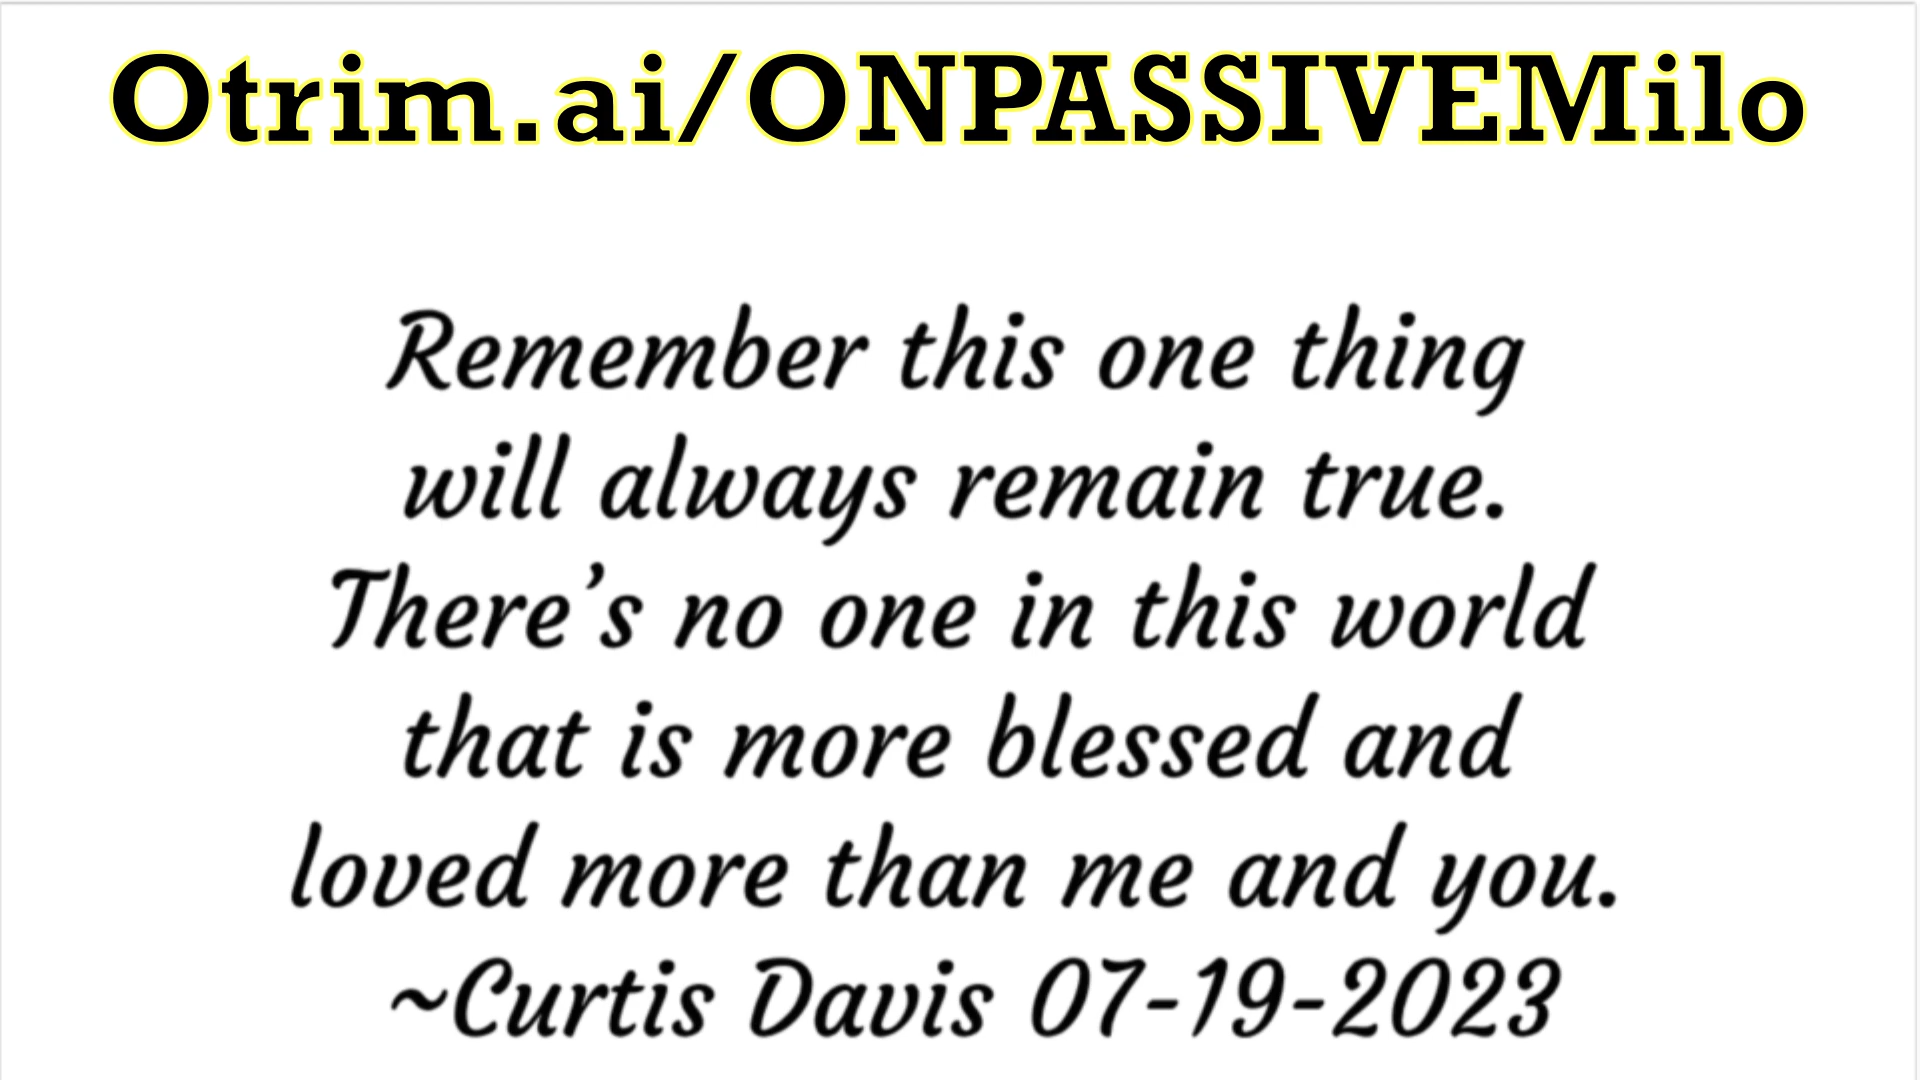 Otrim.ai/ONPASSIVEMilo
Remember this one thing
will always remain true.
There’s no one in this world
that is more blessed and
loved more than me and you.
~Curtis Davis 07-19-2023